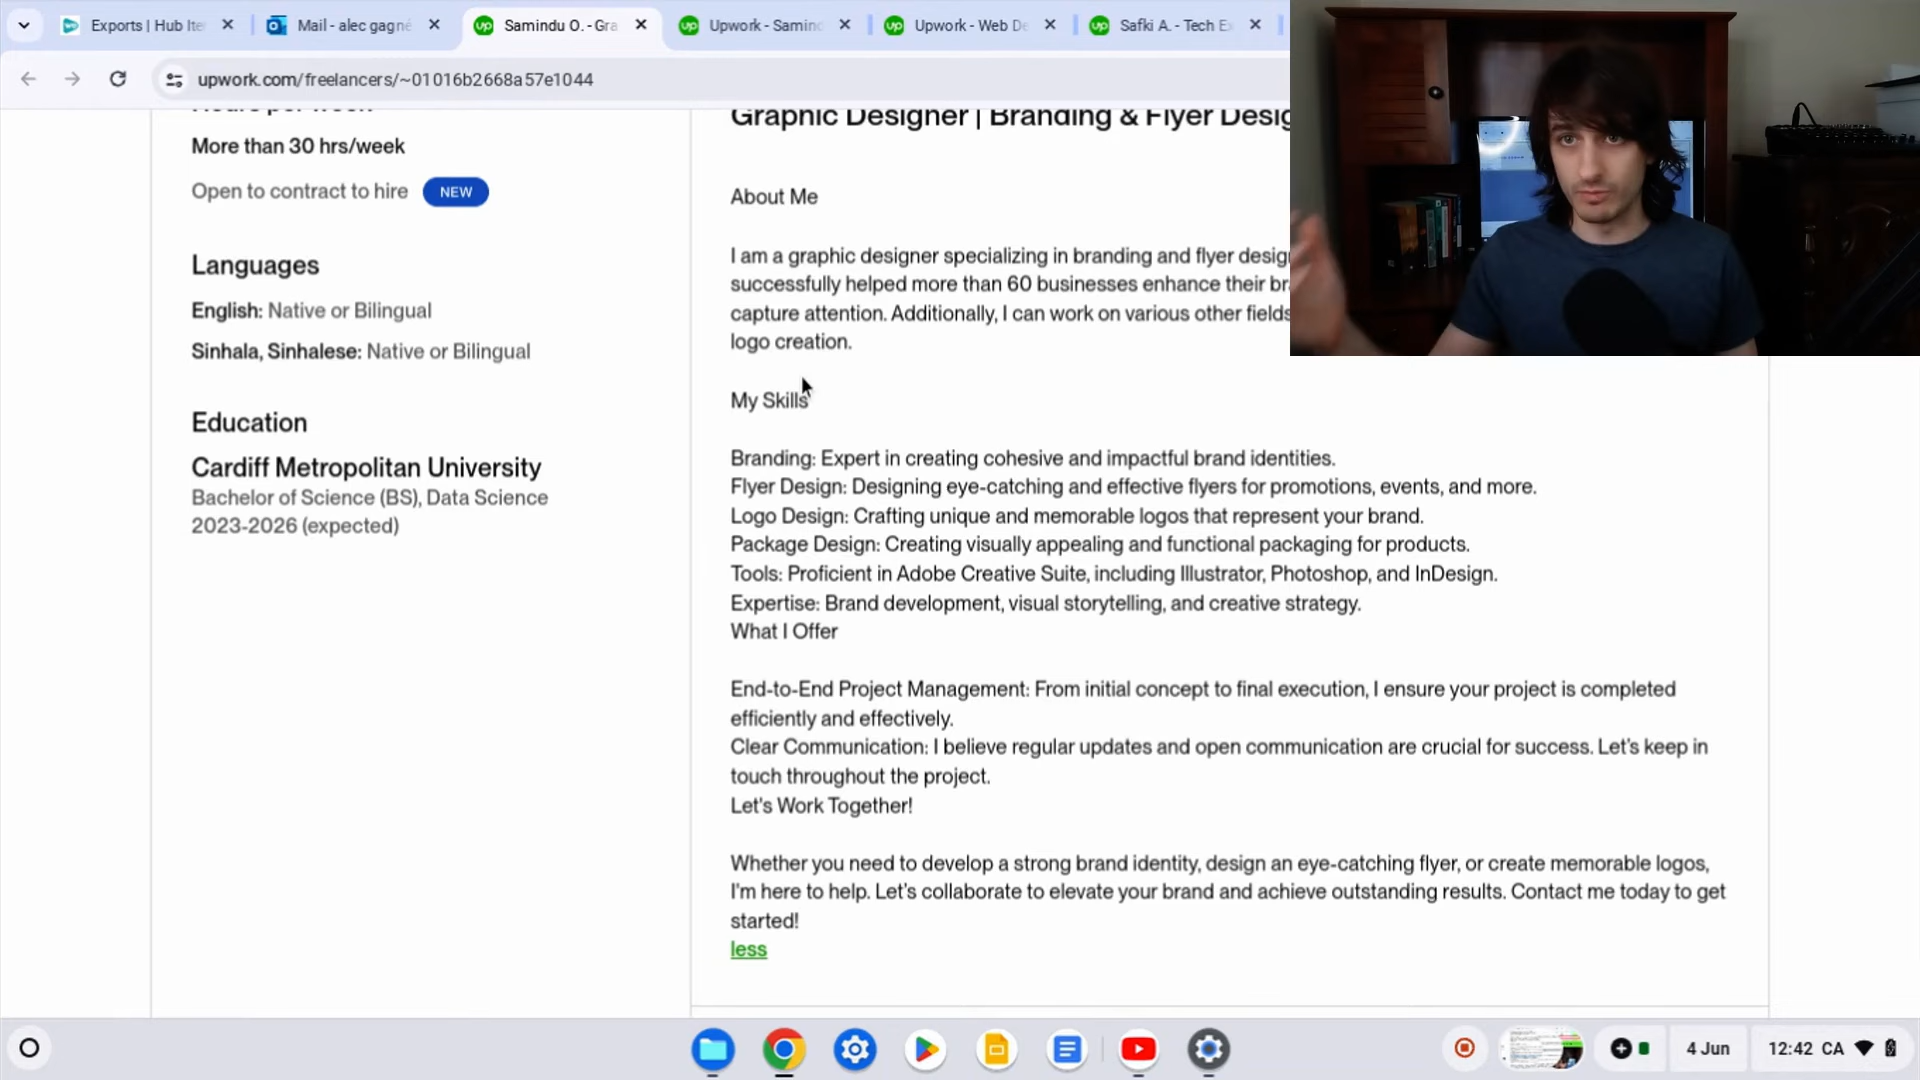 Exports | Hub Ite
Mail - alec gagné
Samindu O. - Gra
Upwork - Samind
Upwork - Web De
Safki A. - Tech Ex
upwork.com/freelancers/~01016b2668a57e1044
Hours per week
More than 30 hrs/week
Open to contract to hire NEW
Languages
English: Native or Bilingual
Sinhala, Sinhalese: Native or Bilingual
Education
Cardiff Metropolitan University
Bachelor of Science (BS), Data Science
2023-2026 (expected)
Graphic Designer | Branding & Flyer Desig
About Me
I am a graphic designer specializing in branding and flyer desig
successfully helped more than 60 businesses enhance their br
capture attention. Additionally, I can work on various other fields
logo creation.
My Skills
Branding: Expert in creating cohesive and impactful brand identities.
Flyer Design: Designing eye-catching and effective flyers for promotions, events, and more.
Logo Design: Crafting unique and memorable logos that represent your brand.
Package Design: Creating visually appealing and functional packaging for products.
Tools: Proficient in Adobe Creative Suite, including Illustrator, Photoshop, and InDesign.
Expertise: Brand development, visual storytelling, and creative strategy.
What I Offer
End-to-End Project Management: From initial concept to final execution, I ensure your project is completed
efficiently and effectively.
Clear Communication: I believe regular updates and open communication are crucial for success. Let's keep in
touch throughout the project.
Let's Work Together!
Whether you need to develop a strong brand identity, design an eye-catching flyer, or create memorable logos,
I'm here to help. Let's collaborate to elevate your brand and achieve outstanding results. Contact me today to get
started!
less
4 Jun
12:42 CA